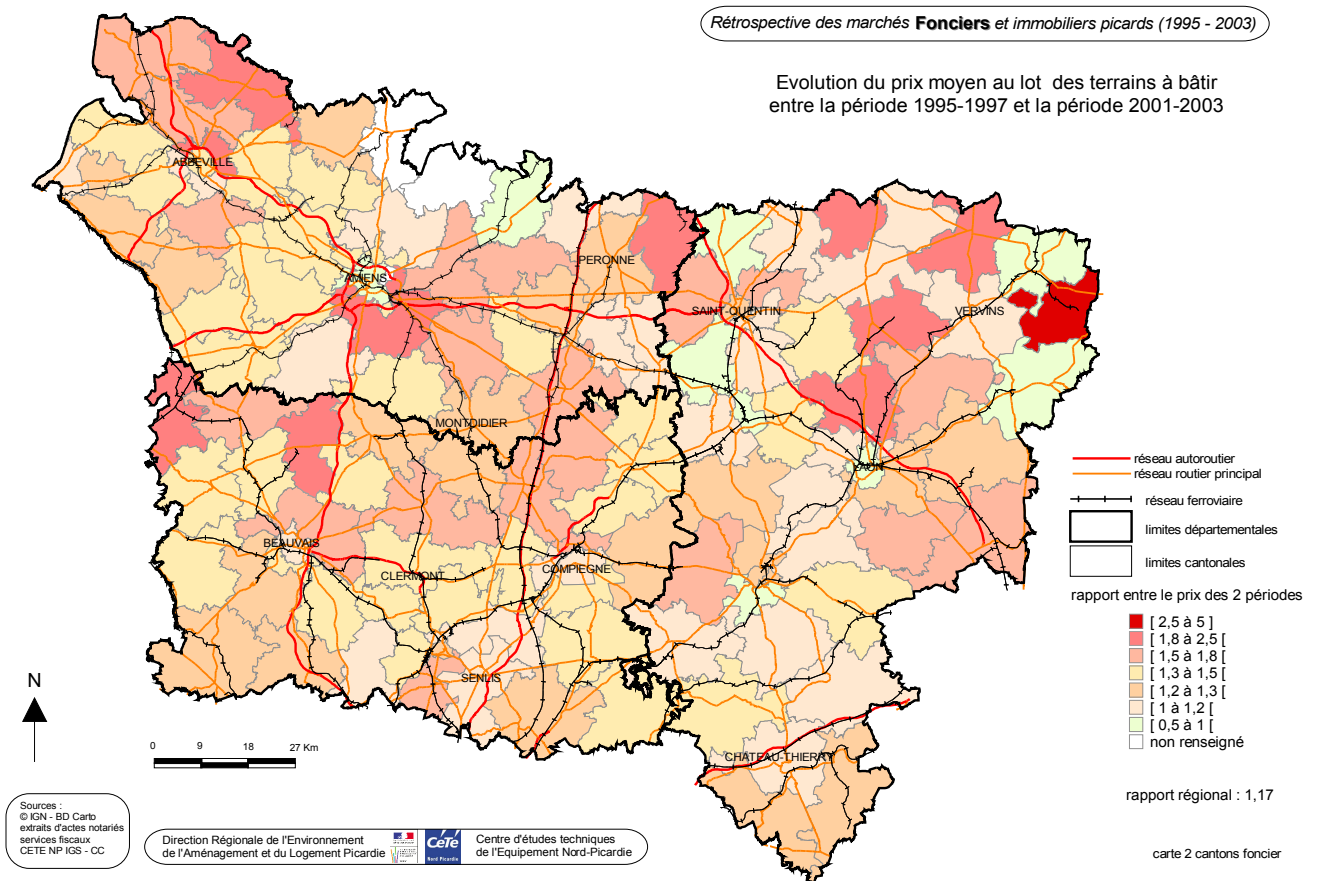 Rétrospective des marchés Fonciers et immobiliers picards (1995 - 2003)
Evolution du prix moyen au lot des terrains à bâtir
entre la période 1995-1997 et la période 2001-2003
ABBEVILLE
AMIENS
PERONNE
SAINT-QUENTIN
VERVINS
MONTDIDIER
LAON
BEAUVAIS
CLERMONT
COMPIEGNE
SENLIS
CHATEAU-THIERRY
réseau autoroutier
réseau routier principal
réseau ferroviaire
limites départementales
limites cantonales
rapport entre le prix des 2 périodes
[ 2,5 à 5 ]
[ 1,8 à 2,5 [
[ 1,5 à 1,8 [
[ 1,3 à 1,5 [
[ 1,2 à 1,3 [
[ 1 à 1,2 [
[ 0,5 à 1 [
non renseigné
rapport régional : 1,17
carte 2 cantons foncier
N
0 9 18 27 Km
Sources :
© IGN - BD Carto
extraits d'actes notariés
services fiscaux
CETE NP IGS - CC
Direction Régionale de l'Environnement
de l'Aménagement et du Logement Picardie
CeTe
Nord Picardie
Centre d'études techniques
de l'Equipement Nord-Picardie